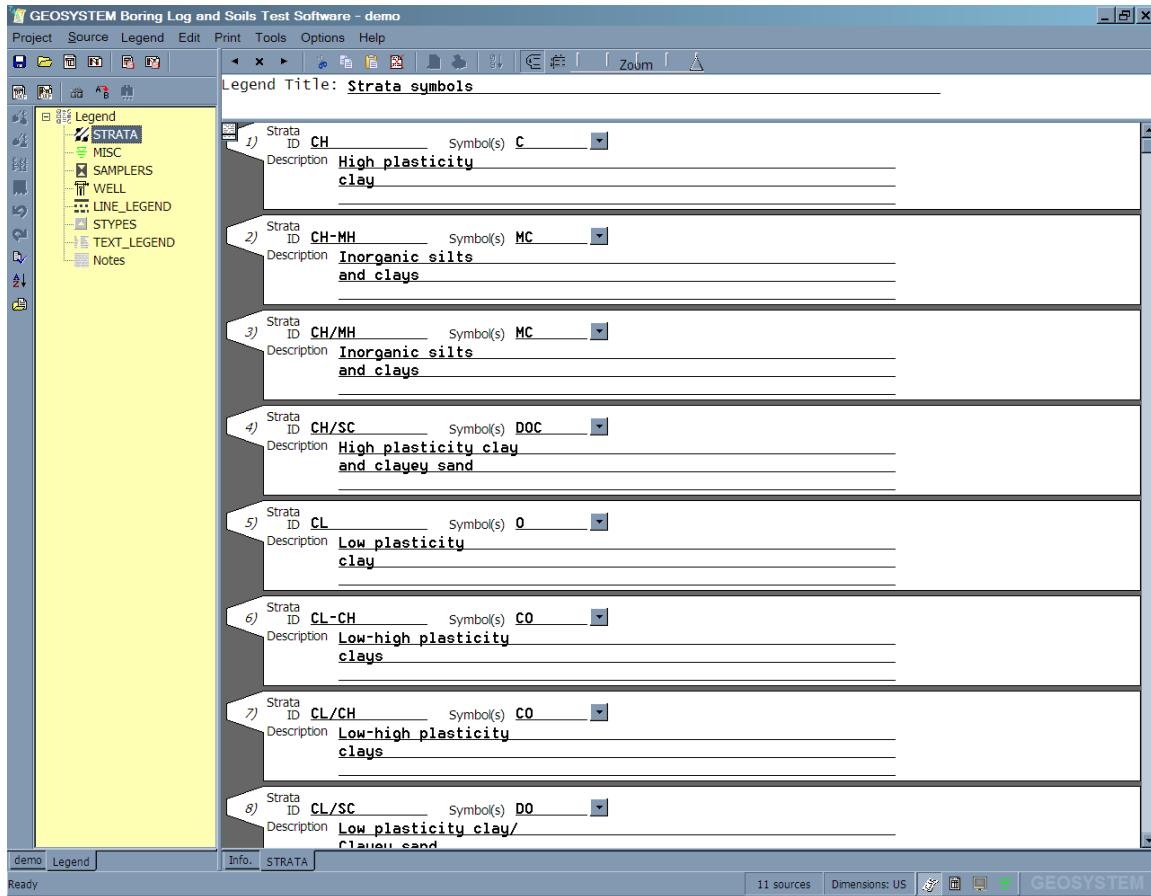 GEOSYSTEM Boring Log and Soils Test Software - demo
Project Source Legend Edit Print Tools Options Help
Zoom
Legend Title: Strata symbols
Legend
STRATA
MISC
SAMPLERS
WELL
LINE_LEGEND
STYPES
TEXT_LEGEND
Notes
1) Strata
ID CH Symbol(s) C
Description High plasticity
clay
2) Strata
ID CH-MH Symbol(s) MC
Description Inorganic silts
and clays
3) Strata
ID CH/MH Symbol(s) MC
Description Inorganic silts
and clays
4) Strata
ID CH/SC Symbol(s) DOC
Description High plasticity clay
and clayey sand
5) Strata
ID CL Symbol(s) O
Description Low plasticity
clay
6) Strata
ID CL-CH Symbol(s) CO
Description Low-high plasticity
clays
7) Strata
ID CL/CH Symbol(s) CO
Description Low-high plasticity
clays
8) Strata
ID CL/SC Symbol(s) DO
Description Low plasticity clay/
Clayey sand
demo Legend
Info. STRATA
Ready
11 sources Dimensions: US GEOSYSTEM